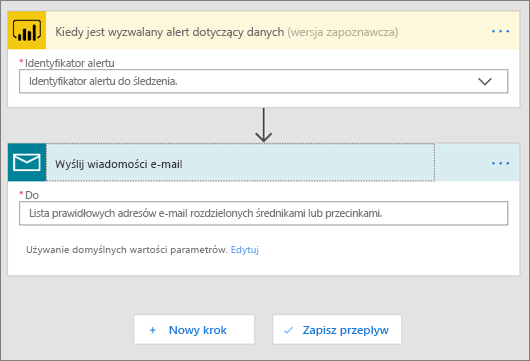 Kiedy jest wyzwalany alert dotyczący danych (wersja zapoznawcza)
* Identyfikator alertu
Identyfikator alertu do śledzenia.
Wyślij wiadomości e-mail
* Do
Lista prawidłowych adresów e-mail rozdzielonych średnikami lub przecinkami.
Używanie domyślnych wartości parametrów. Edytuj
+ Nowy krok
Zapisz przepływ